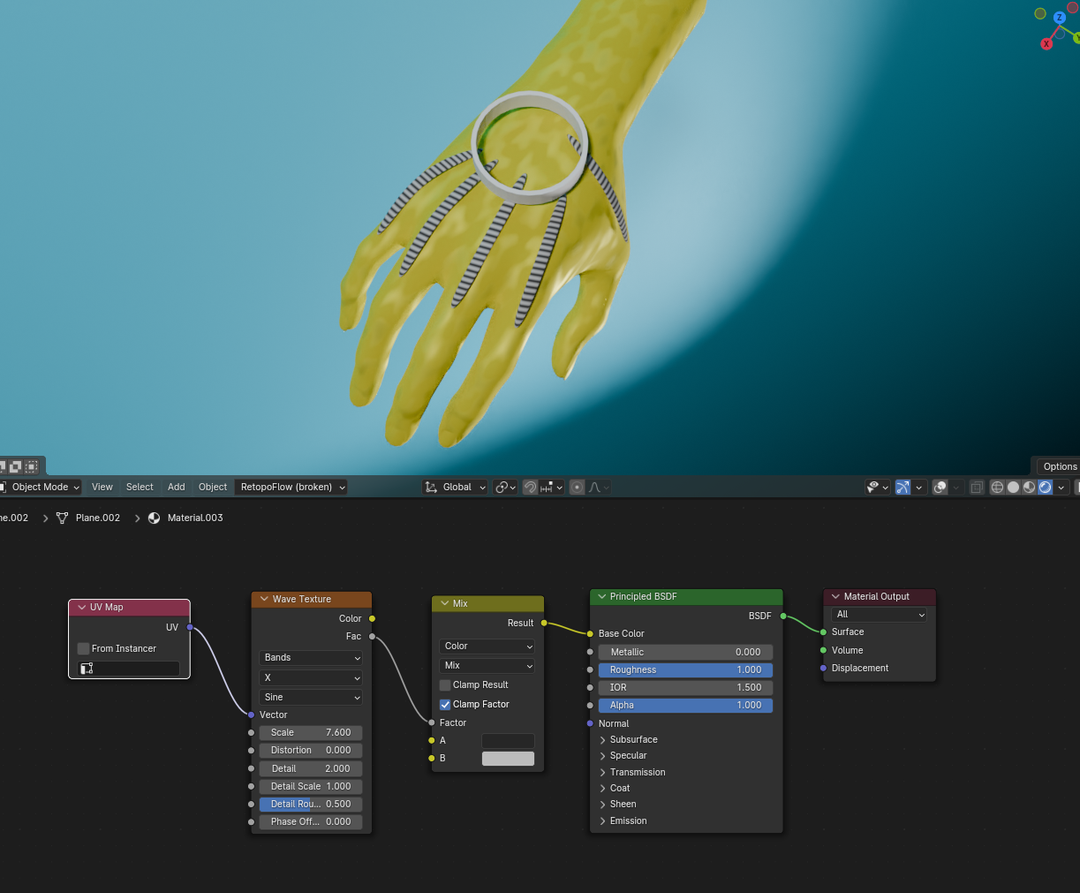 Z
X
Y
Options
Object Mode
View
Select
Add
Object
RetopoFlow (broken)
Global
ne.002
Plane.002
Material.003
UV Map
UV
From Instancer
Wave Texture
Color
Fac
Bands
X
Sine
Vector
Scale 7.600
Distortion 0.000
Detail 2.000
Detail Scale 1.000
Detail Rou... 0.500
Phase Off... 0.000
Mix
Result
Color
Mix
Clamp Result
Clamp Factor
Factor
A
B
Principled BSDF
BSDF
Base Color
Metallic 0.000
Roughness 1.000
IOR 1.500
Alpha 1.000
Normal
Subsurface
Specular
Transmission
Coat
Sheen
Emission
Material Output
All
Surface
Volume
Displacement